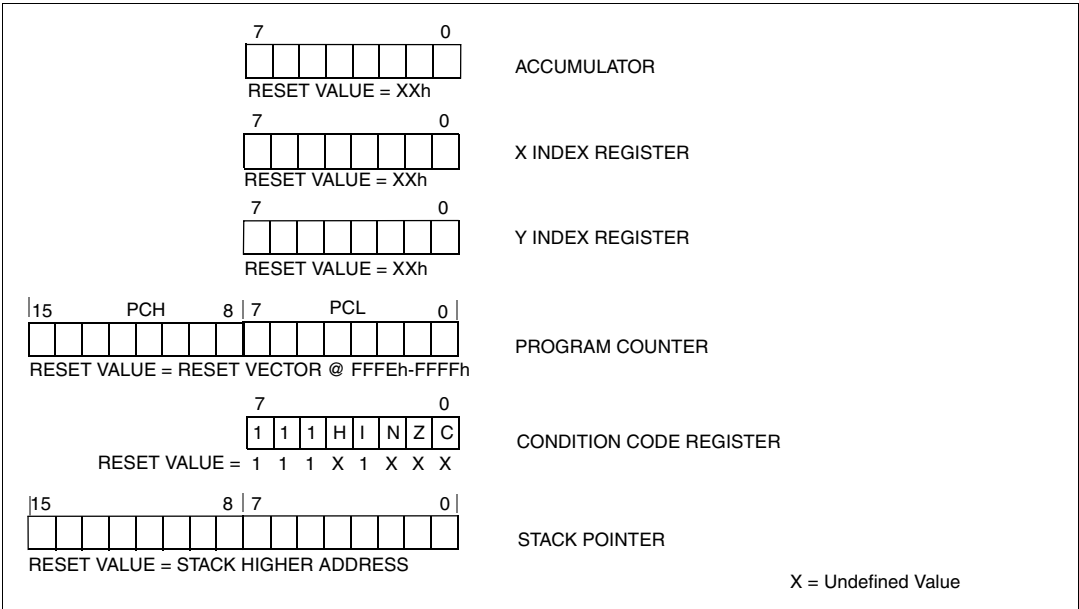 7 0
ACCUMULATOR
RESET VALUE = XXh
7 0
X INDEX REGISTER
RESET VALUE = XXh
7 0
Y INDEX REGISTER
RESET VALUE = XXh
15 PCH 8 7 PCL 0
PROGRAM COUNTER
RESET VALUE = RESET VECTOR @ FFFEh-FFFFh
7 0
1 1 1 H I N Z C
CONDITION CODE REGISTER
RESET VALUE = 1 1 1 X 1 X X X
15 8 7 0
STACK POINTER
RESET VALUE = STACK HIGHER ADDRESS
X = Undefined Value